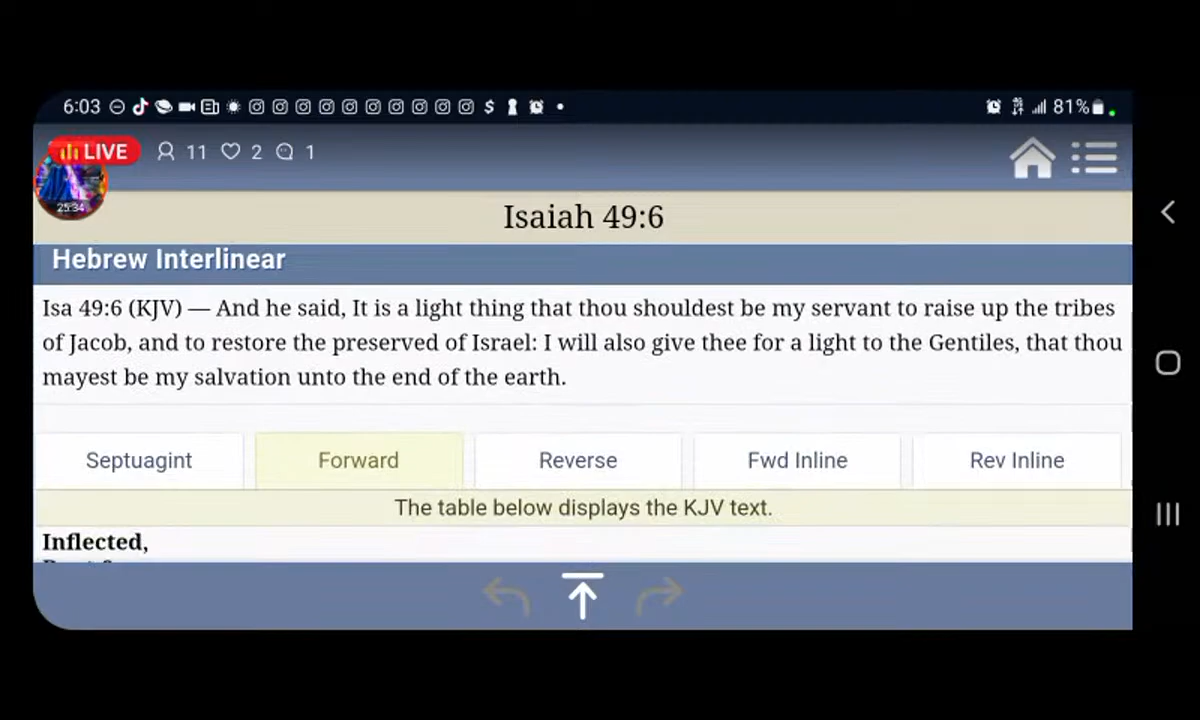 6:03 81%
LIVE 11 2 1
25:34
Isaiah 49:6
Hebrew Interlinear
Isa 49:6 (KJV) — And he said, It is a light thing that thou shouldest be my servant to raise up the tribes
of Jacob, and to restore the preserved of Israel: I will also give thee for a light to the Gentiles, that thou
mayest be my salvation unto the end of the earth.
Septuagint Forward Reverse Fwd Inline Rev Inline
The table below displays the KJV text.
Inflected,